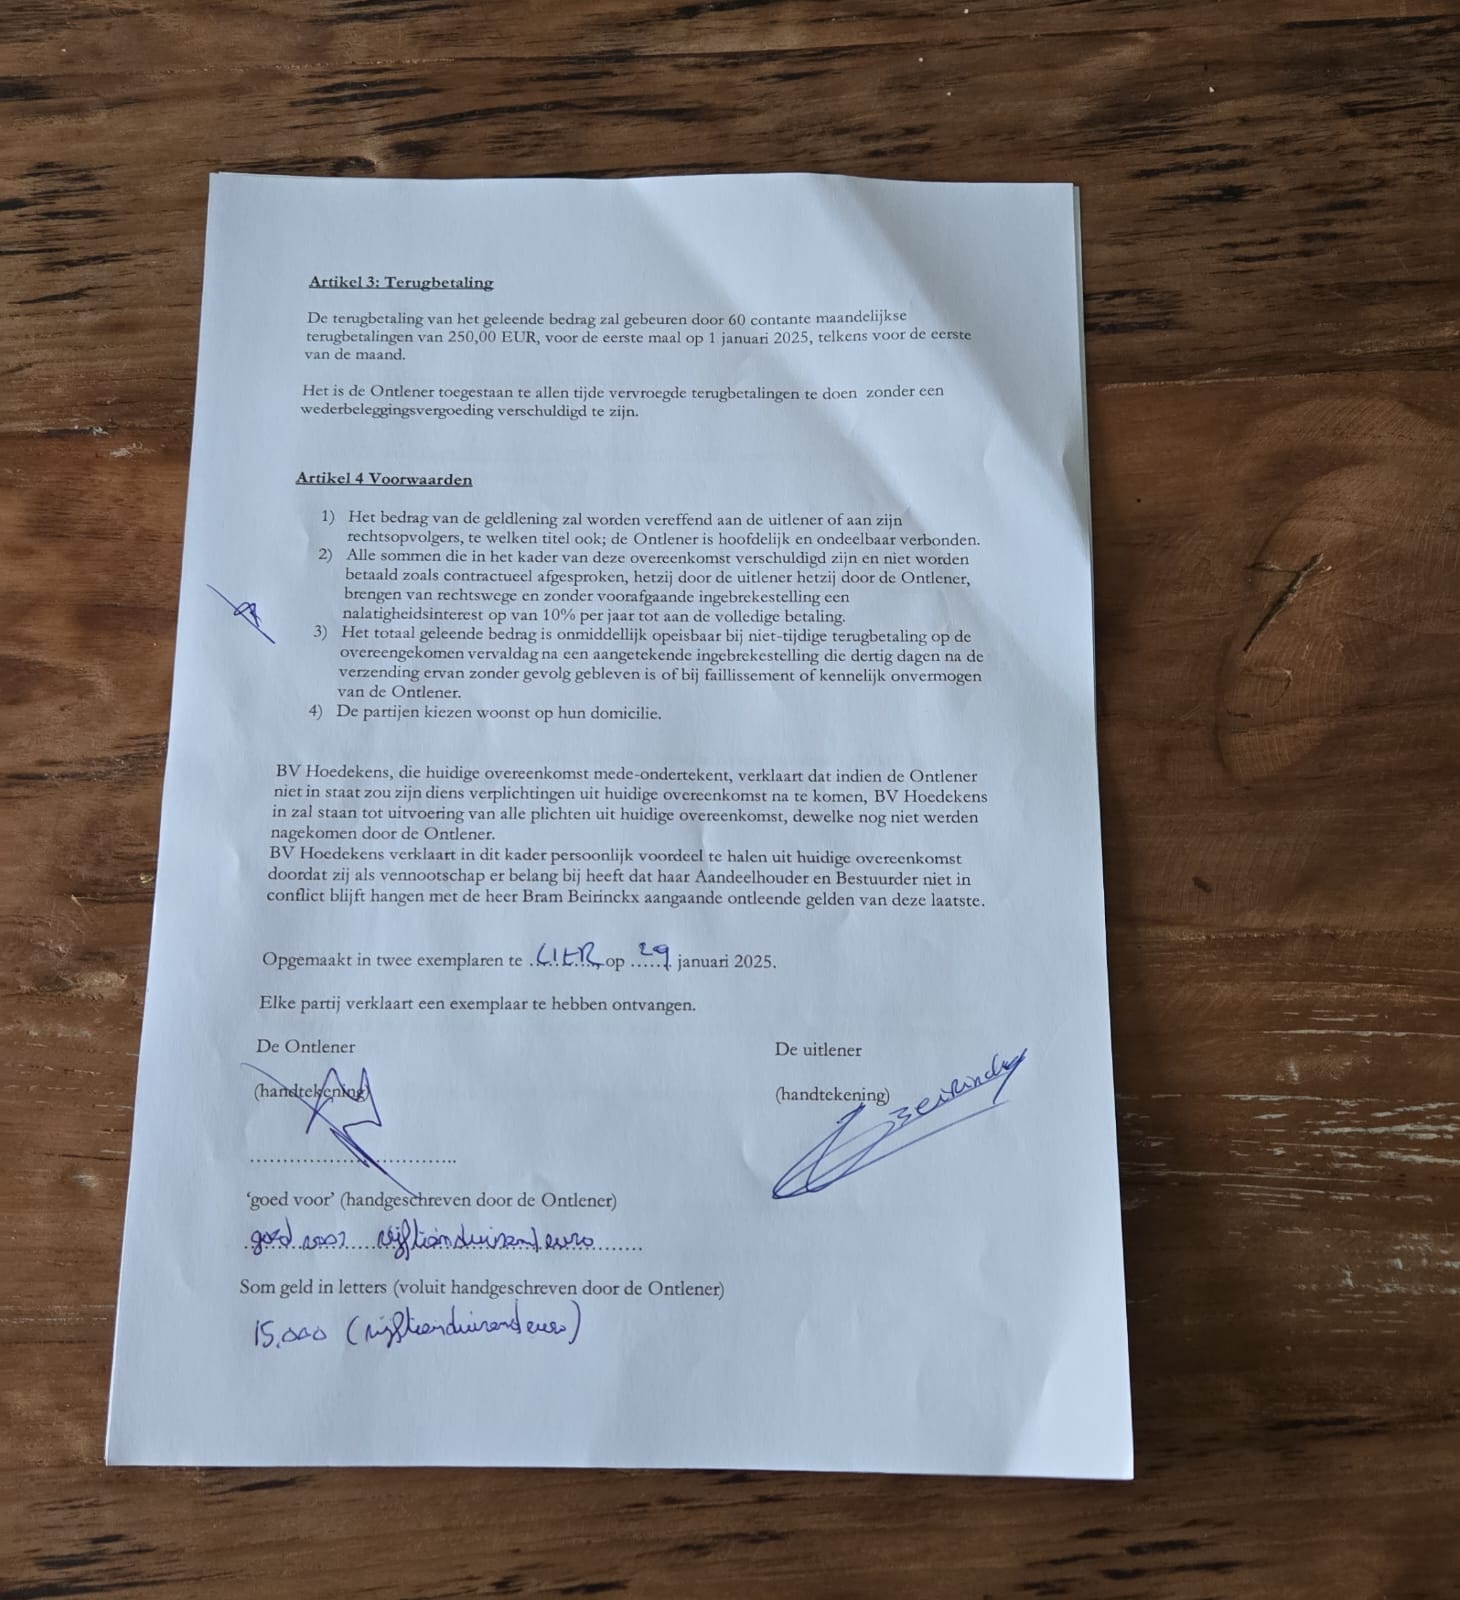 Artikel 3: Terugbetaling
De terugbetaling van het geleende bedrag zal gebeuren door 60 contante maandelijkse
terugbetalingen van 250,00 EUR, voor de eerste maal op 1 januari 2025, telkens voor de eerste
van de maand.
Het is de Ontlener toegestaan te allen tijde vervroegde terugbetalingen te doen zonder een
wederbeleggingsvergoeding verschuldigd te zijn.
Artikel 4 Voorwaarden
1) Het bedrag van de geldlening zal worden vereffend aan de uitlener of aan zijn
rechtsopvolgers, te welken titel ook; de Ontlener is hoofdelijk en ondeelbaar verbonden.
2) Alle sommen die in het kader van deze overeenkomst verschuldigd zijn en niet worden
betaald zoals contractueel afgesproken, hetzij door de uitlener hetzij door de Ontlener,
brengen van rechtswege en zonder voorafgaande ingebrekestelling een
nalatigheidsinterest op van 10% per jaar tot aan de volledige betaling.
3) Het totaal geleende bedrag is onmiddellijk opeisbaar bij niet-tijdige terugbetaling op de
overeengekomen vervaldag na een aangetekende ingebrekestelling die dertig dagen na de
verzending ervan zonder gevolg gebleven is of bij faillissement of kennelijk onvermogen
van de Ontlener.
4) De partijen kiezen woonst op hun domicilie.
BV Hoedekens, die huidige overeenkomst mede-ondertekent, verklaart dat indien de Ontlener
niet in staat zou zijn diens verplichtingen uit huidige overeenkomst na te komen, BV Hoedekens
in zal staan tot uitvoering van alle plichten uit huidige overeenkomst, dewelke nog niet werden
nagekomen door de Ontlener.
BV Hoedekens verklaart in dit kader persoonlijk voordeel te halen uit huidige overeenkomst
doordat zij als vennootschap er belang bij heeft dat haar Aandeelhouder en Bestuurder niet in
conflict blijft hangen met de heer Bram Beirinckx aangaande ontleende gelden van deze laatste.
Opgemaakt in twee exemplaren te LIER op 29 januari 2025.
Elke partij verklaart een exemplaar te hebben ontvangen.
De Ontlener De uitlener
(handtekening) (handtekening)
'goed voor' (handgeschreven door de Ontlener)
goed voor vijftienduizend euro
Som geld in letters (voluit handgeschreven door de Ontlener)
15.000 (vijftienduizend euro)